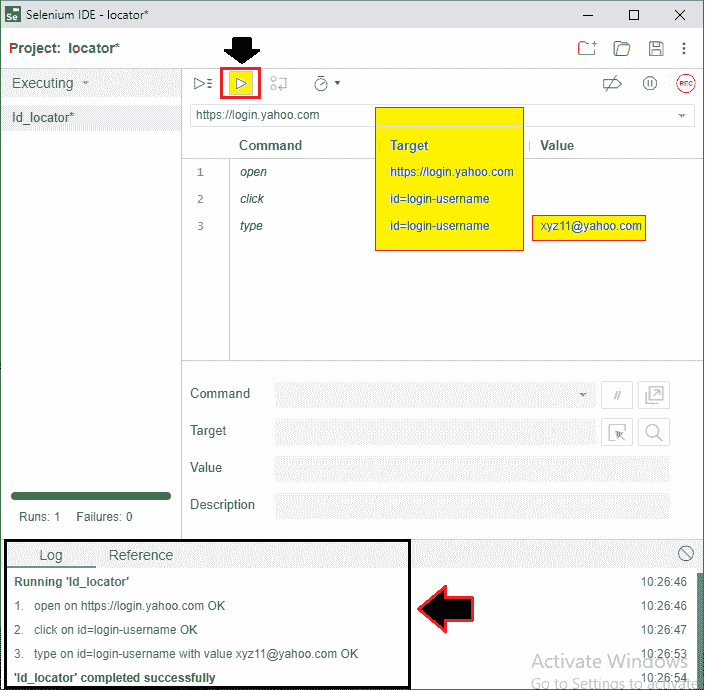 Selenium IDE - locator*
Project: locator*
Executing
REC
Id_locator*
https://login.yahoo.com
Command Target Value
1 open https://login.yahoo.com
2 click id=login-username
3 type id=login-username xyz11@yahoo.com
Command
//
Target
Value
Description
Runs: 1 Failures: 0
Log Reference
Running 'Id_locator' 10:26:46
1. open on https://login.yahoo.com OK 10:26:46
2. click on id=login-username OK 10:26:47
3. type on id=login-username with value xyz11@yahoo.com OK 10:26:53
'Id_locator' completed successfully 10:26:54
Activate Windows
Go to Settings to activate